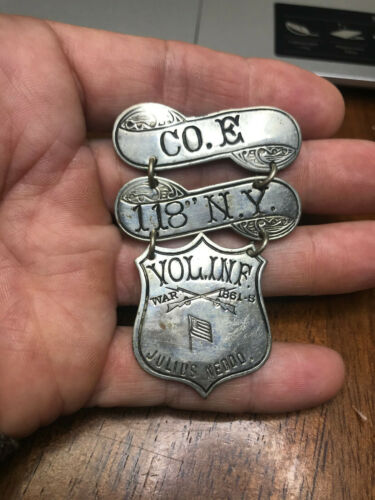 CO. E
118" N.Y.
VOL. INF.
WAR 1861-5
JULIUS NEDDO.